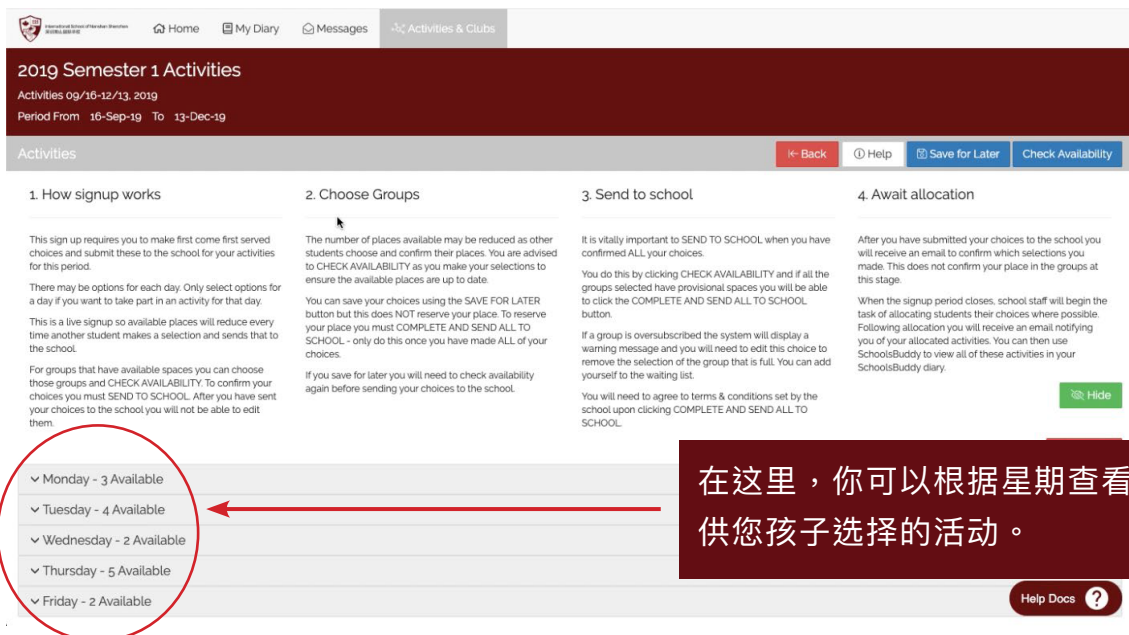 International School of Nanshan Shenzhen
Home
My Diary
Messages
Activities & Clubs
2019 Semester 1 Activities
Activities 09/16-12/13, 2019
Period From 16-Sep-19 To 13-Dec-19
Activities
Back
Help
Save for Later
Check Availability
1. How signup works
This sign up requires you to make first come first served
choices and submit these to the school for your activities
for this period.
There may be options for each day. Only select options for
a day if you want to take part in an activity for that day.
This is a live signup so available places will reduce every
time another student makes a selection and sends that to
the school.
For groups that have available spaces you can choose
those groups and CHECK AVAILABILITY. To confirm your
choices you must SEND TO SCHOOL. After you have sent
your choices to the school you will not be able to edit
them.
2. Choose Groups
The number of places available may be reduced as other
students choose and confirm their places. You are advised
to CHECK AVAILABILITY as you make your selections to
ensure the available places are up to date.
You can save your choices using the SAVE FOR LATER
button but this does NOT reserve your place. To reserve
your place you must COMPLETE AND SEND ALL TO
SCHOOL - only do this once you have made ALL of your
choices.
If you save for later you will need to check availability
again before sending your choices to the school.
3. Send to school
It is vitally important to SEND TO SCHOOL when you have
confirmed ALL your choices.
You do this by clicking CHECK AVAILABILITY and if all the
groups selected have provisional spaces you will be able
to click the COMPLETE AND SEND ALL TO SCHOOL
button.
If a group is oversubscribed the system will display a
warning message and you will need to edit this choice to
remove the selection of the group that is full. You can add
yourself to the waiting list.
You will need to agree to terms & conditions set by the
school upon clicking COMPLETE AND SEND ALL TO
SCHOOL.
4. Await allocation
After you have submitted your choices to the school you
will receive an email to confirm which selections you
made. This does not confirm your place in the groups at
this stage.
When the signup period closes, school staff will begin the
task of allocating students their choices where possible.
Following allocation you will receive an email notifying
you of your allocated activities. You can then use
SchoolsBuddy to view all of these activities in your
SchoolsBuddy diary.
Hide
Monday - 3 Available
Tuesday - 4 Available
Wednesday - 2 Available
Thursday - 5 Available
Friday - 2 Available
在这里，你可以根据星期查看
供您孩子选择的活动。
Help Docs ?